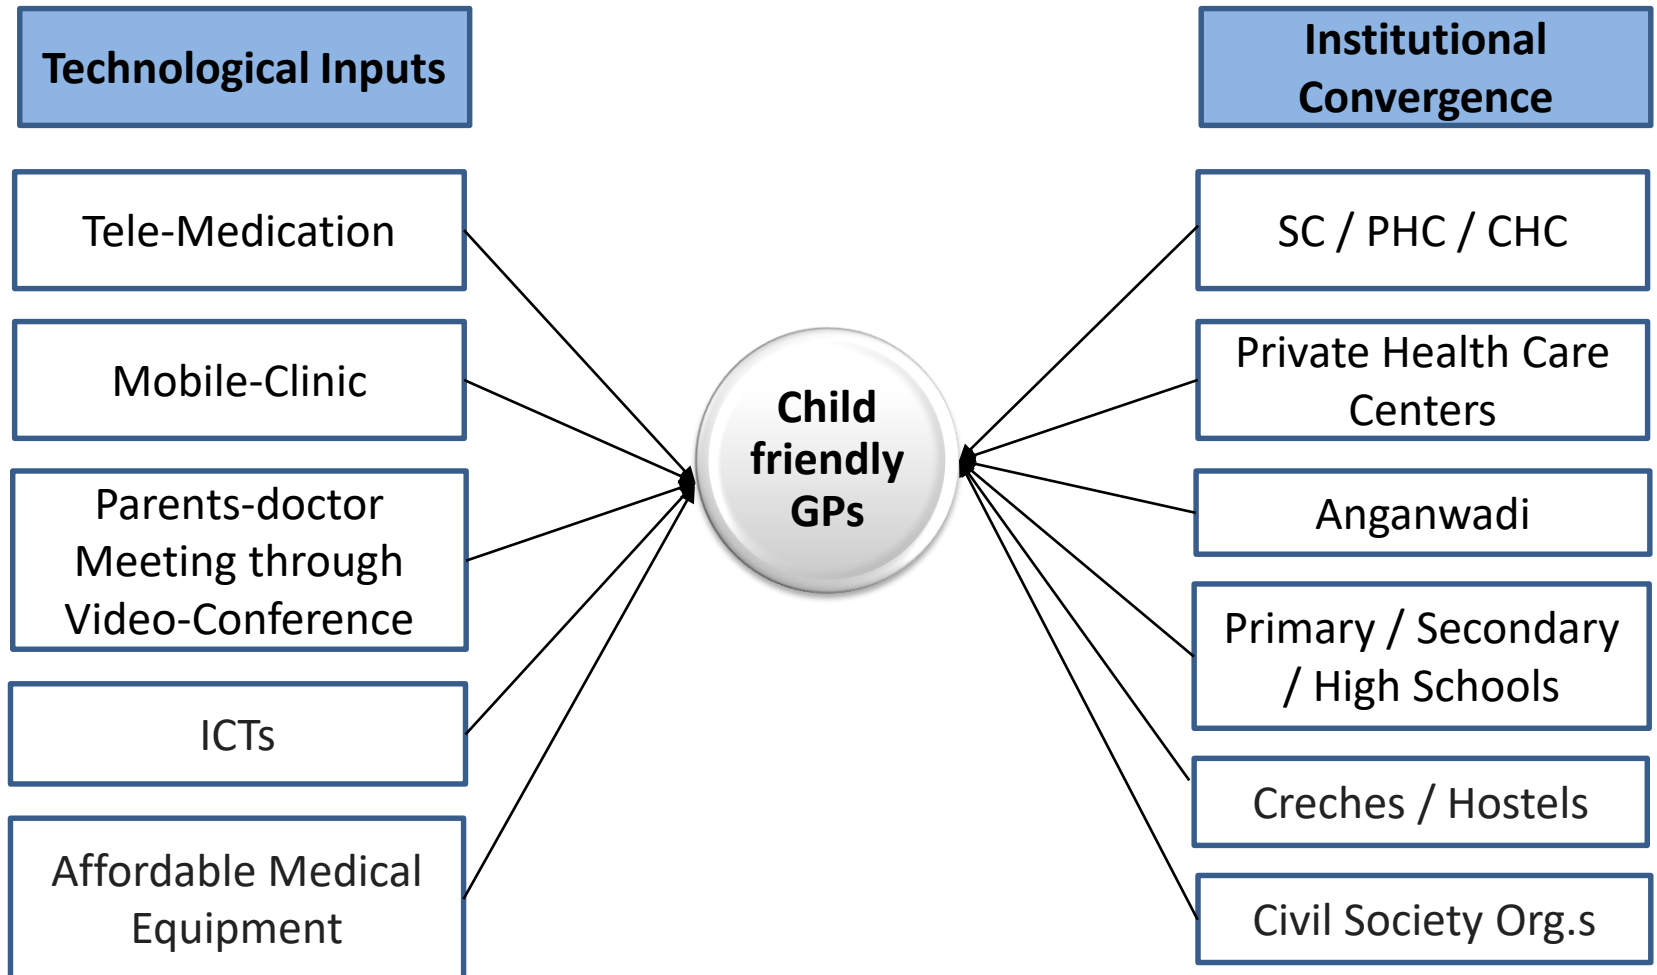 Technological Inputs
Tele-Medication
Mobile-Clinic
Parents-doctor
Meeting through
Video-Conference
ICTs
Affordable Medical
Equipment
Child
friendly
GPs
Institutional
Convergence
SC / PHC / CHC
Private Health Care
Centers
Anganwadi
Primary / Secondary
/ High Schools
Creches / Hostels
Civil Society Org.s